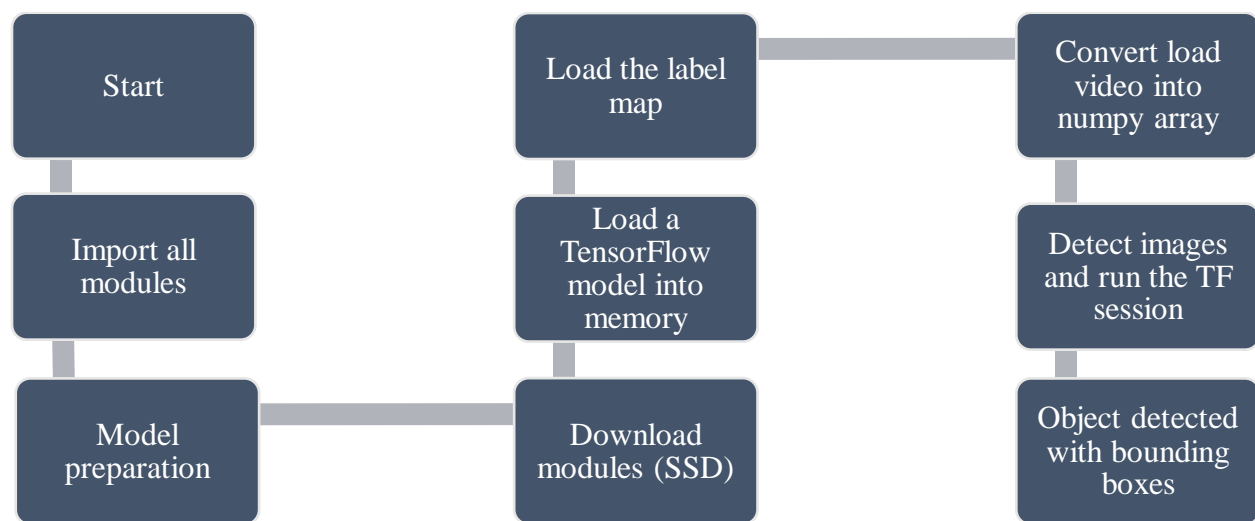 Start
Import all
modules
Model
preparation
Download
modules (SSD)
Load a
TensorFlow
model into
memory
Load the label
map
Convert load
video into
numpy array
Detect images
and run the TF
session
Object detected
with bounding
boxes